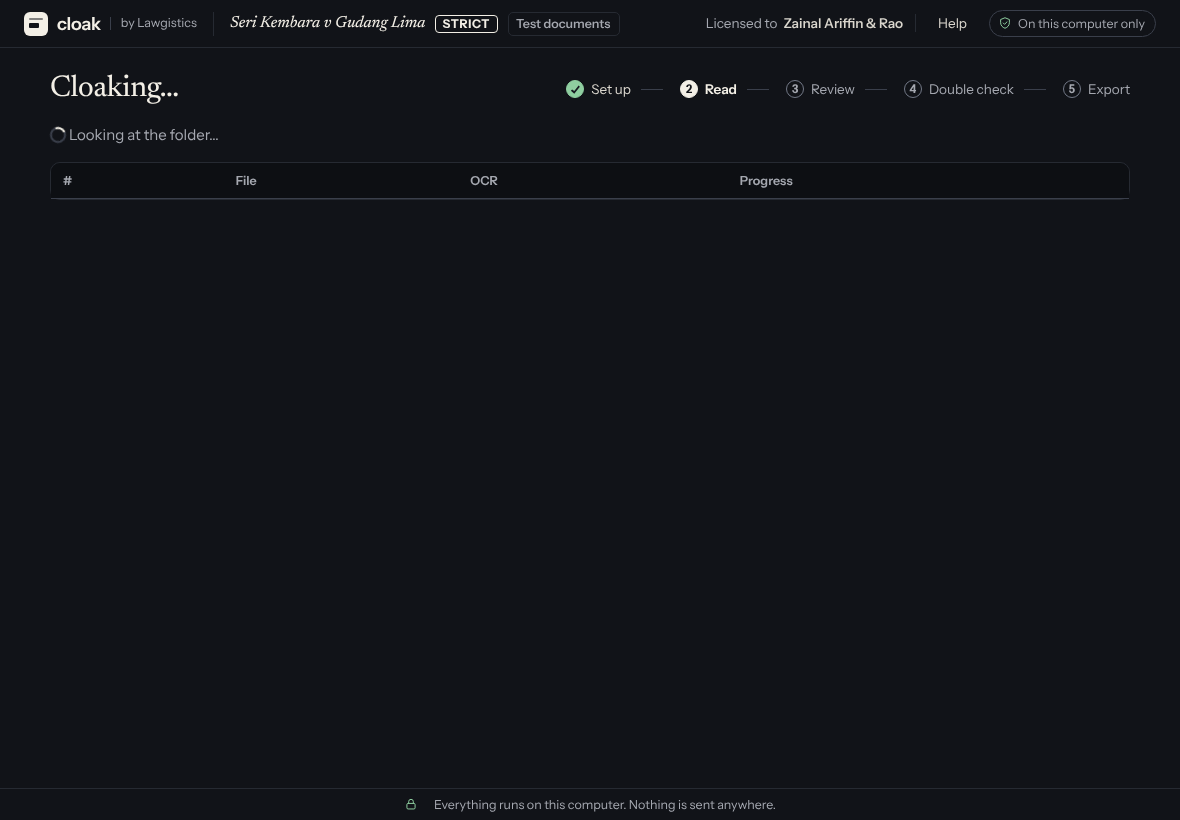 cloak by Lawgistics Seri Kembara v Gudang Lima STRICT Test documents Licensed to Zainal Ariffin & Rao Help On this computer only
Cloaking... Set up 2 Read 3 Review 4 Double check 5 Export
Looking at the folder...
# File OCR Progress
Everything runs on this computer. Nothing is sent anywhere.